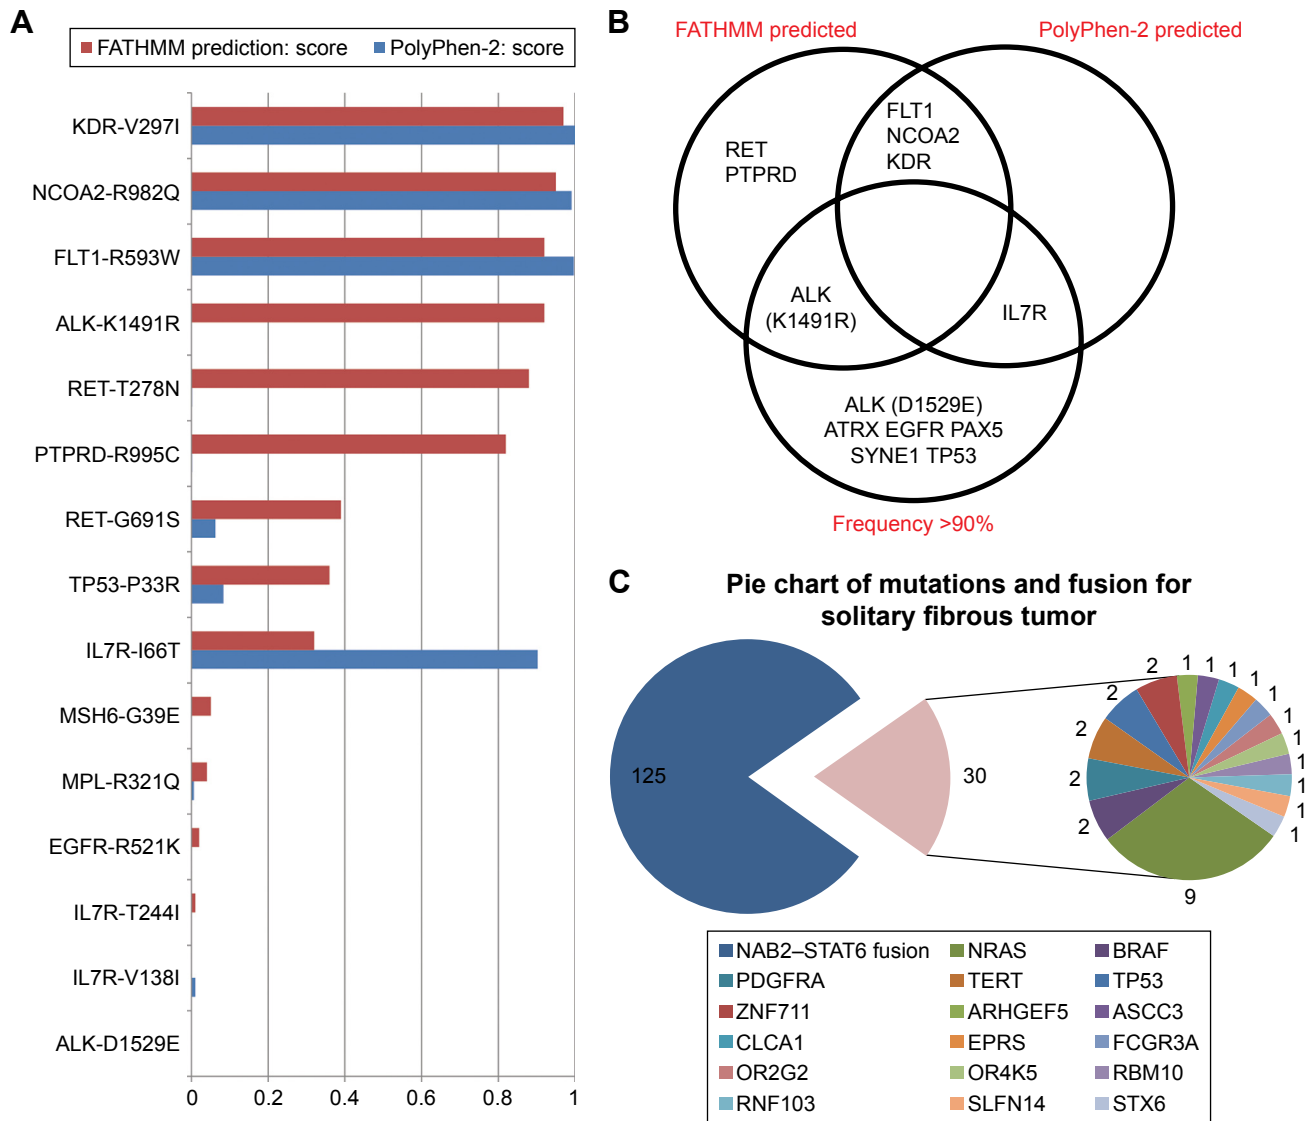 A
FATHMM prediction: score
PolyPhen-2: score
KDR-V297I
NCOA2-R982Q
FLT1-R593W
ALK-K1491R
RET-T278N
PTPRD-R995C
RET-G691S
TP53-P33R
IL7R-I66T
MSH6-G39E
MPL-R321Q
EGFR-R521K
IL7R-T244I
IL7R-V138I
ALK-D1529E
0 0.2 0.4 0.6 0.8 1
B
FATHMM predicted
PolyPhen-2 predicted
RET
PTPRD
FLT1
NCOA2
KDR
ALK
(K1491R)
IL7R
ALK (D1529E)
ATRX EGFR PAX5
SYNE1 TP53
Frequency >90%
C
Pie chart of mutations and fusion for
solitary fibrous tumor
125
30
2
2
2
2
2
1
1
1
1
1
1
1
1
1
1
1
9
NAB2–STAT6 fusion NRAS BRAF
PDGFRA TERT TP53
ZNF711 ARHGEF5 ASCC3
CLCA1 EPRS FCGR3A
OR2G2 OR4K5 RBM10
RNF103 SLFN14 STX6